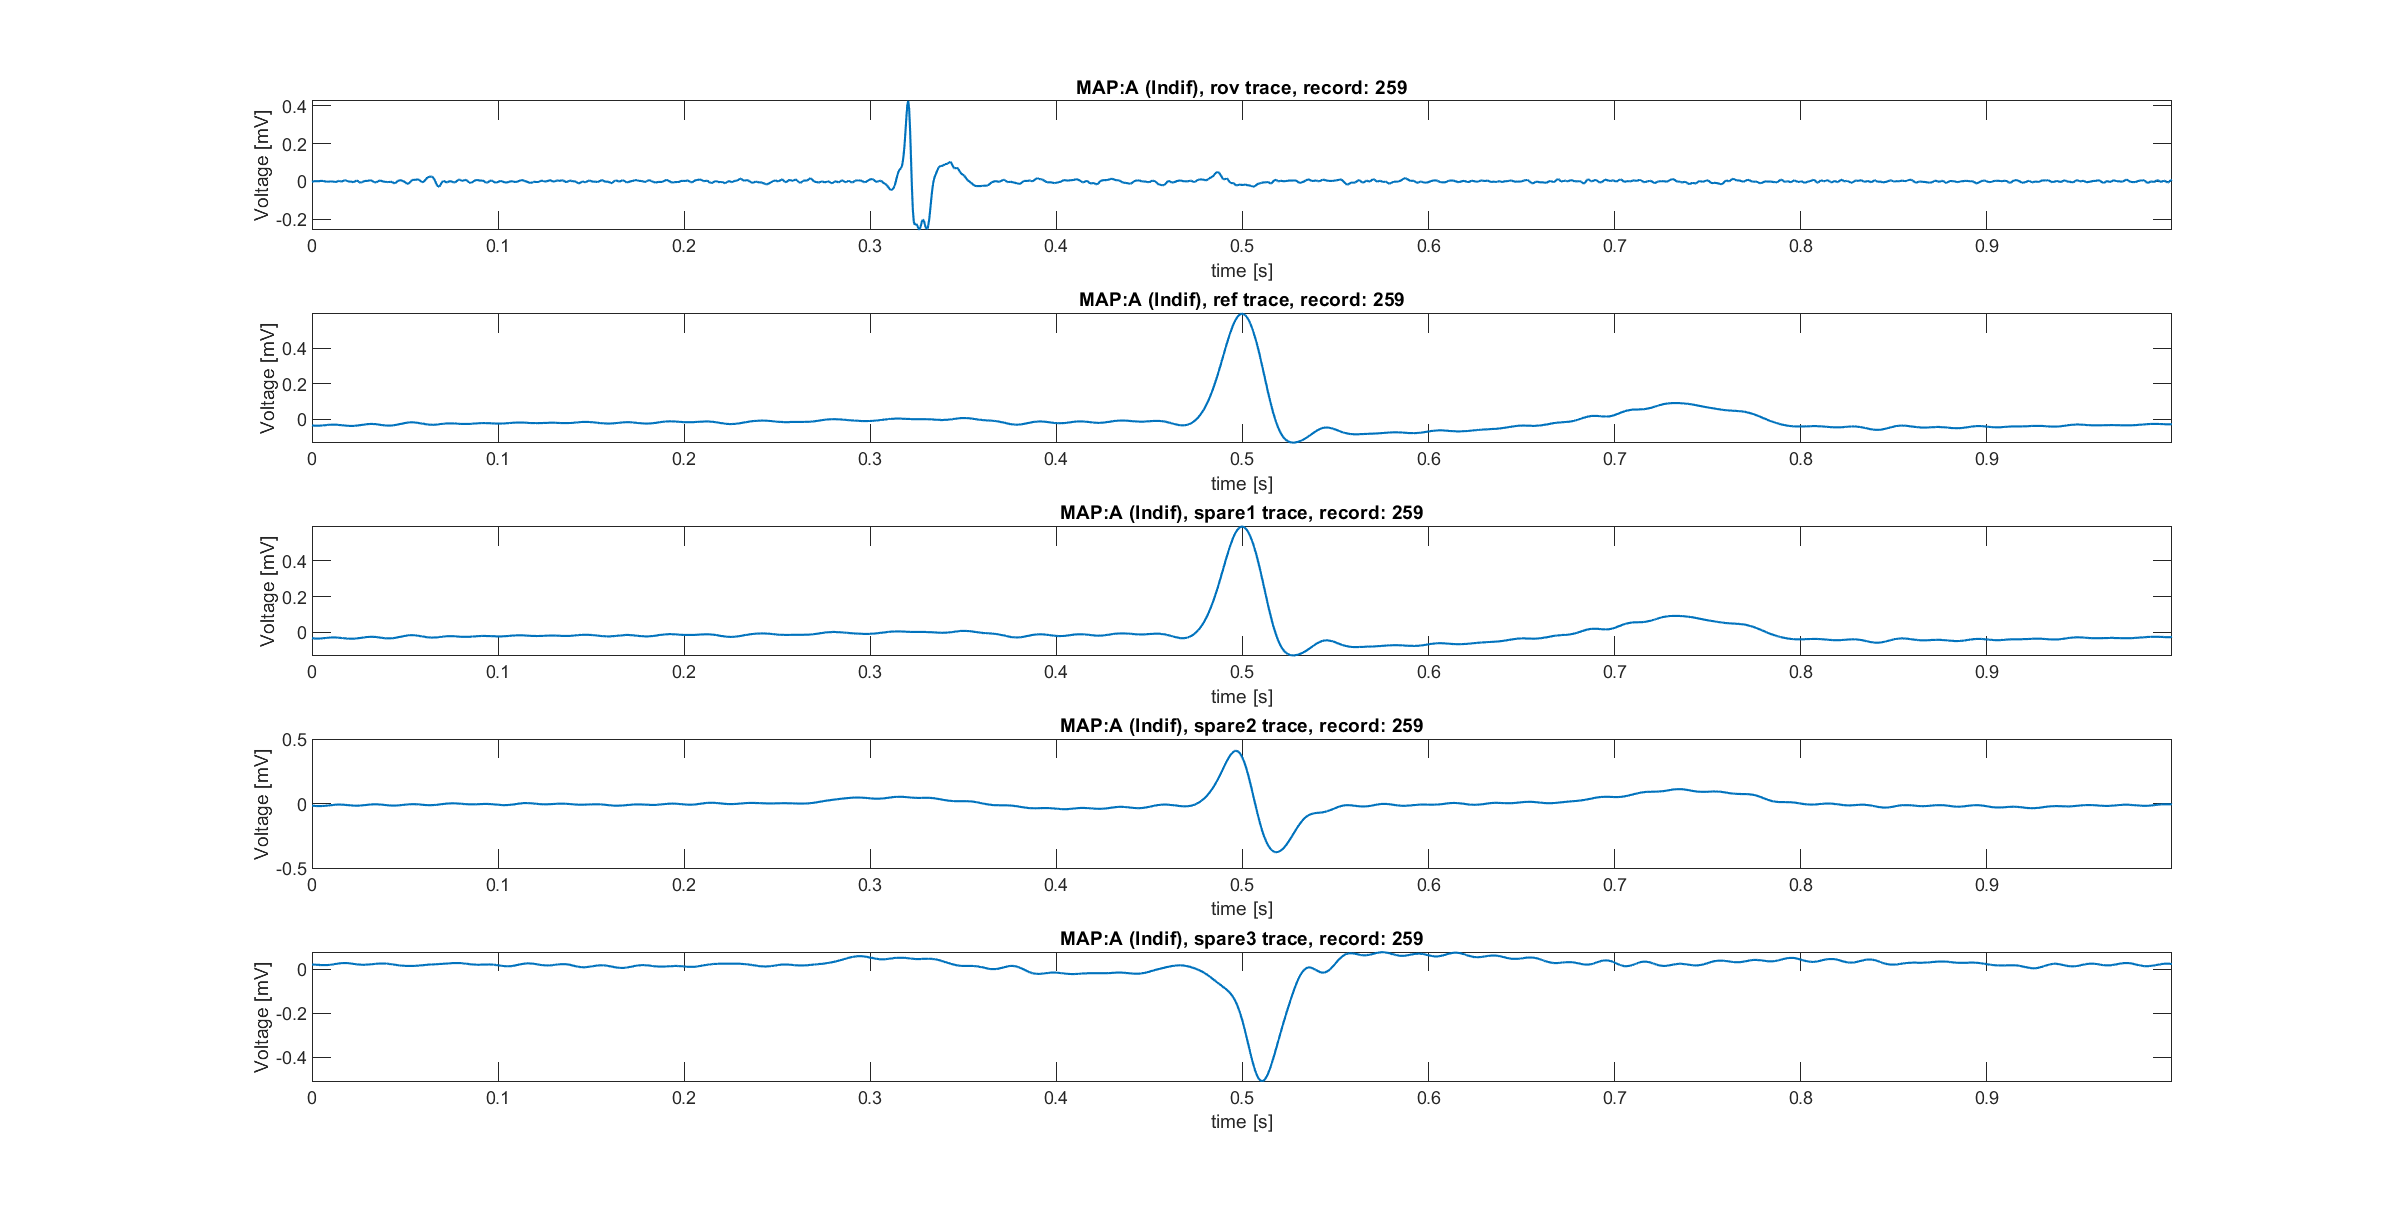 MAP:A (Indif), rov trace, record: 259
Voltage [mV]
0.4
0.2
0
-0.2
0 0.1 0.2 0.3 0.4 0.5 0.6 0.7 0.8 0.9
time [s]
MAP:A (Indif), ref trace, record: 259
Voltage [mV]
0.4
0.2
0
0 0.1 0.2 0.3 0.4 0.5 0.6 0.7 0.8 0.9
time [s]
MAP:A (Indif), spare1 trace, record: 259
Voltage [mV]
0.4
0.2
0
0 0.1 0.2 0.3 0.4 0.5 0.6 0.7 0.8 0.9
time [s]
MAP:A (Indif), spare2 trace, record: 259
Voltage [mV]
0.5
0
-0.5
0 0.1 0.2 0.3 0.4 0.5 0.6 0.7 0.8 0.9
time [s]
MAP:A (Indif), spare3 trace, record: 259
Voltage [mV]
0
-0.2
-0.4
0 0.1 0.2 0.3 0.4 0.5 0.6 0.7 0.8 0.9
time [s]